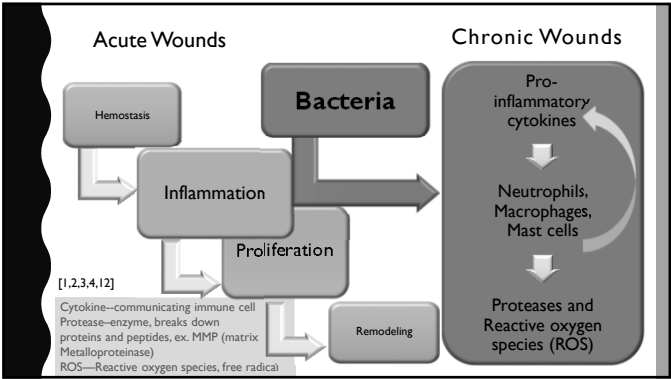 Acute Wounds
Chronic Wounds
Hemostasis
Bacteria
Inflammation
Proliferation
Remodeling
Pro-
inflammatory
cytokines
Neutrophils,
Macrophages,
Mast cells
Proteases and
Reactive oxygen
species (ROS)
[1,2,3,4,12]
Cytokine--communicating immune cell
Protease–enzyme, breaks down
proteins and peptides, ex. MMP (matrix
Metalloproteinase)
ROS—Reactive oxygen species, free radical